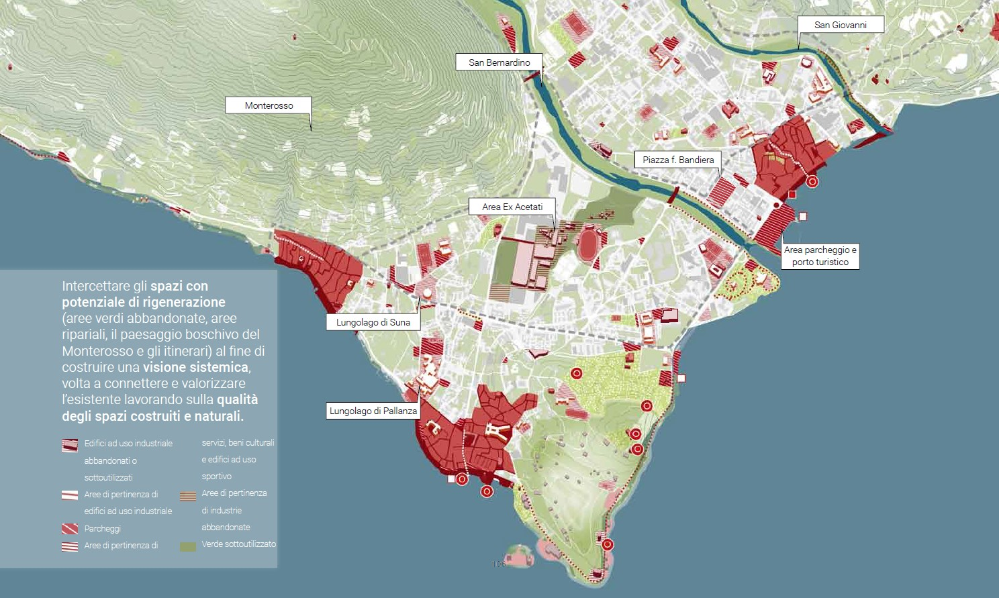 San Giovanni
San Bernardino
Monterosso
Piazza f. Bandiera
Area Ex Acetati
Area parcheggio e
porto turistico
Lungolago di Suna
Lungolago di Pallanza
Intercettare gli spazi con
potenziale di rigenerazione
(aree verdi abbandonate, aree
ripariali, il paesaggio boschivo del
Monterosso e gli itinerari) al fine di
costruire una visione sistemica,
volta a connettere e valorizzare
l'esistente lavorando sulla qualità
degli spazi costruiti e naturali.
Edifici ad uso industriale
abbandonati o
sottoutilizzati
Aree di pertinenza di
edifici ad uso industriale
Parcheggi
Aree di pertinenza di
servizi, beni culturali
e edifici ad uso
sportivo
Aree di pertinenza
di industrie
abbandonate
Verde sottoutilizzato
106